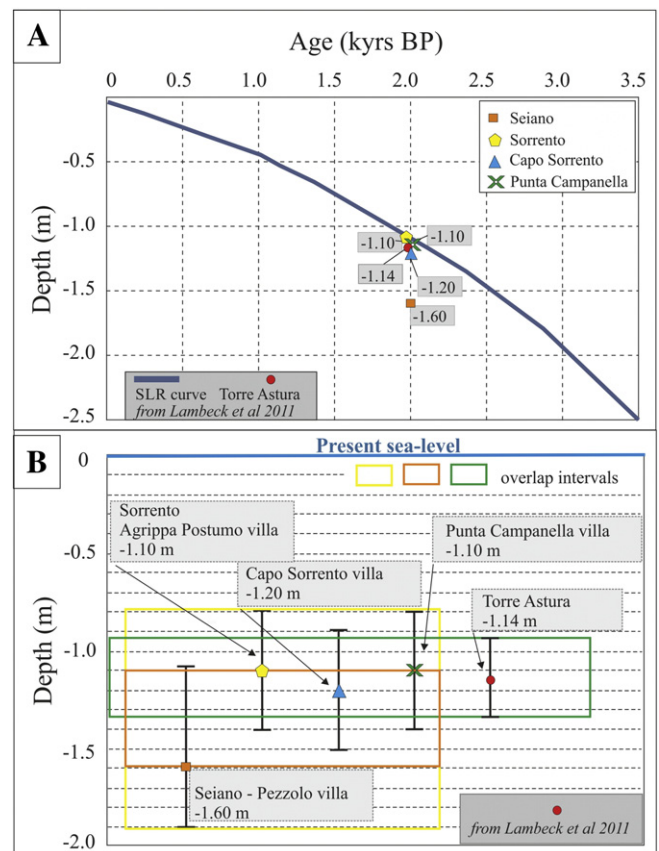 A
Age (kyrs BP)
0 0.5 1.0 1.5 2.0 2.5 3.0 3.5
Depth (m)
-0.5
-1.0
-1.5
-2.0
-2.5
Seiano
Sorrento
Capo Sorrento
Punta Campanella
-1.10
-1.10
-1.14
-1.20
-1.60
SLR curve Torre Astura
from Lambeck et al 2011
B
Present sea-level
Depth (m)
0
-0.5
-1.0
-1.5
-2.0
overlap intervals
Sorrento
Agrippa Postumo villa
-1.10 m
Punta Campanella villa
-1.10 m
Capo Sorrento villa
-1.20 m
Torre Astura
-1.14 m
Seiano - Pezzolo villa
-1.60 m
from Lambeck et al 2011